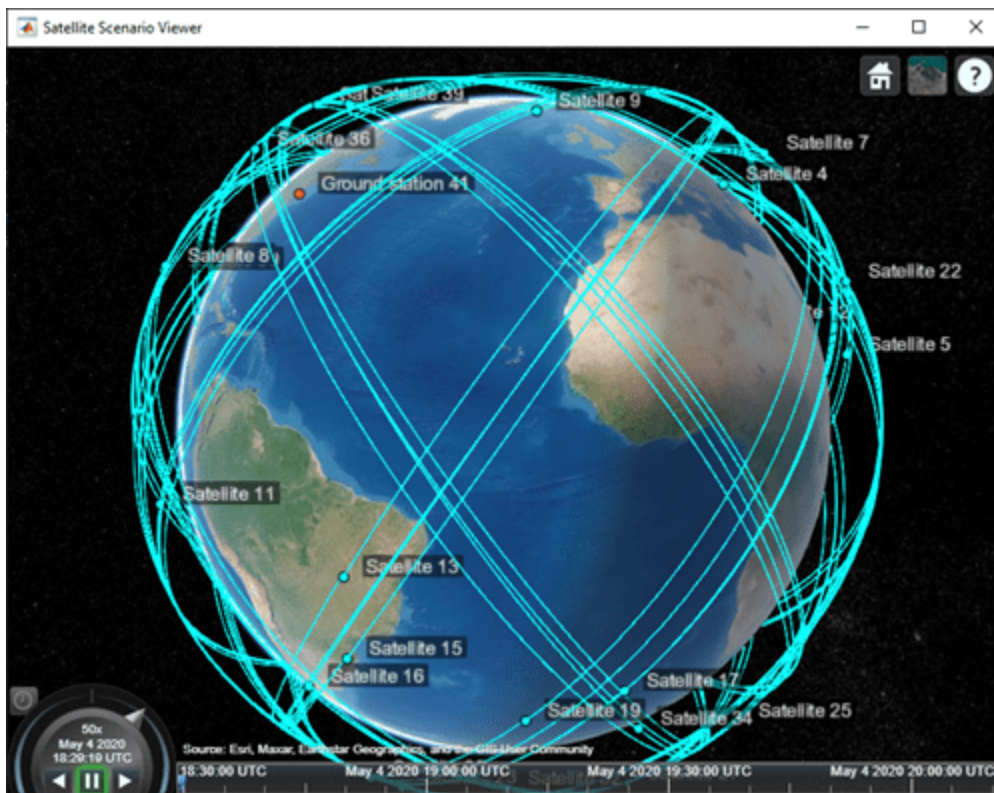 Satellite Scenario Viewer
?
Satellite 39
Satellite 9
Satellite 36
Satellite 7
Satellite 4
Ground station 41
Satellite 8
Satellite 22
Satellite 5
Satellite 11
Satellite 13
Satellite 15
Satellite 16
Satellite 17
Satellite 19
Satellite 34
Satellite 25
50x
May 4 2020
18:29:19 UTC
Source: Esri, Maxar, Earthstar Geographics, and the GIS User Community
18:30:00 UTC
May 4 2020 19:00:00 UTC
May 4 2020 19:30:00 UTC
May 4 2020 20:00:00 UTC